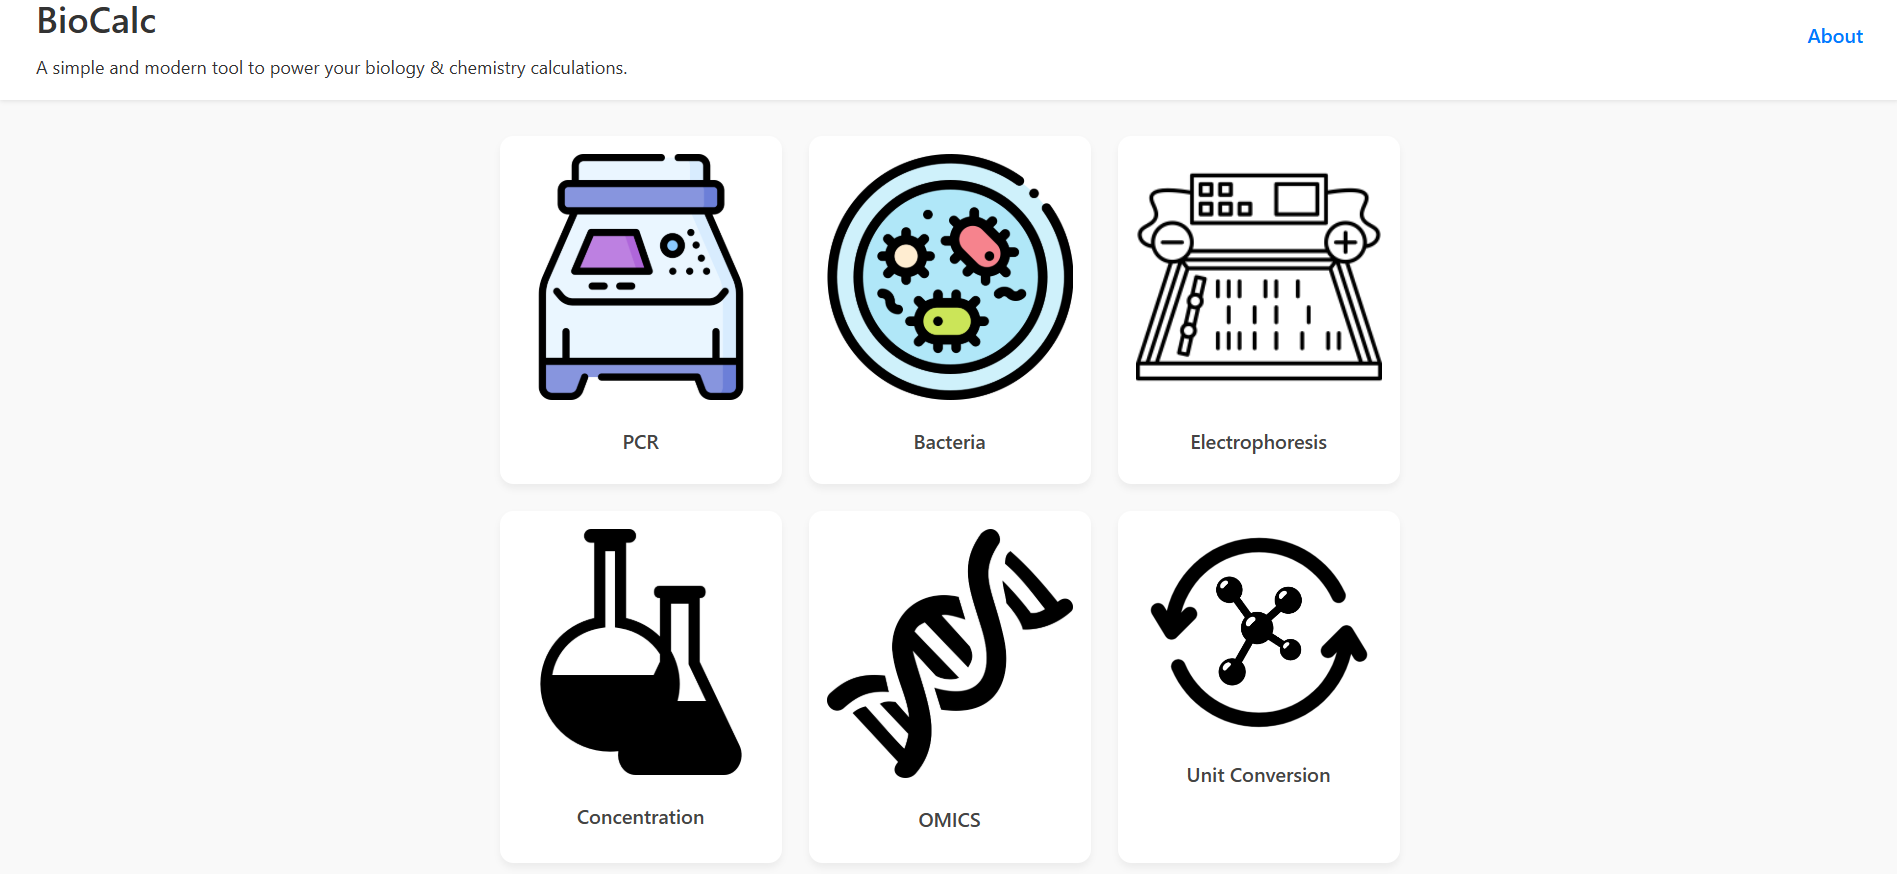 BioCalc
About
A simple and modern tool to power your biology & chemistry calculations.
PCR
Bacteria
Electrophoresis
Concentration
OMICS
Unit Conversion